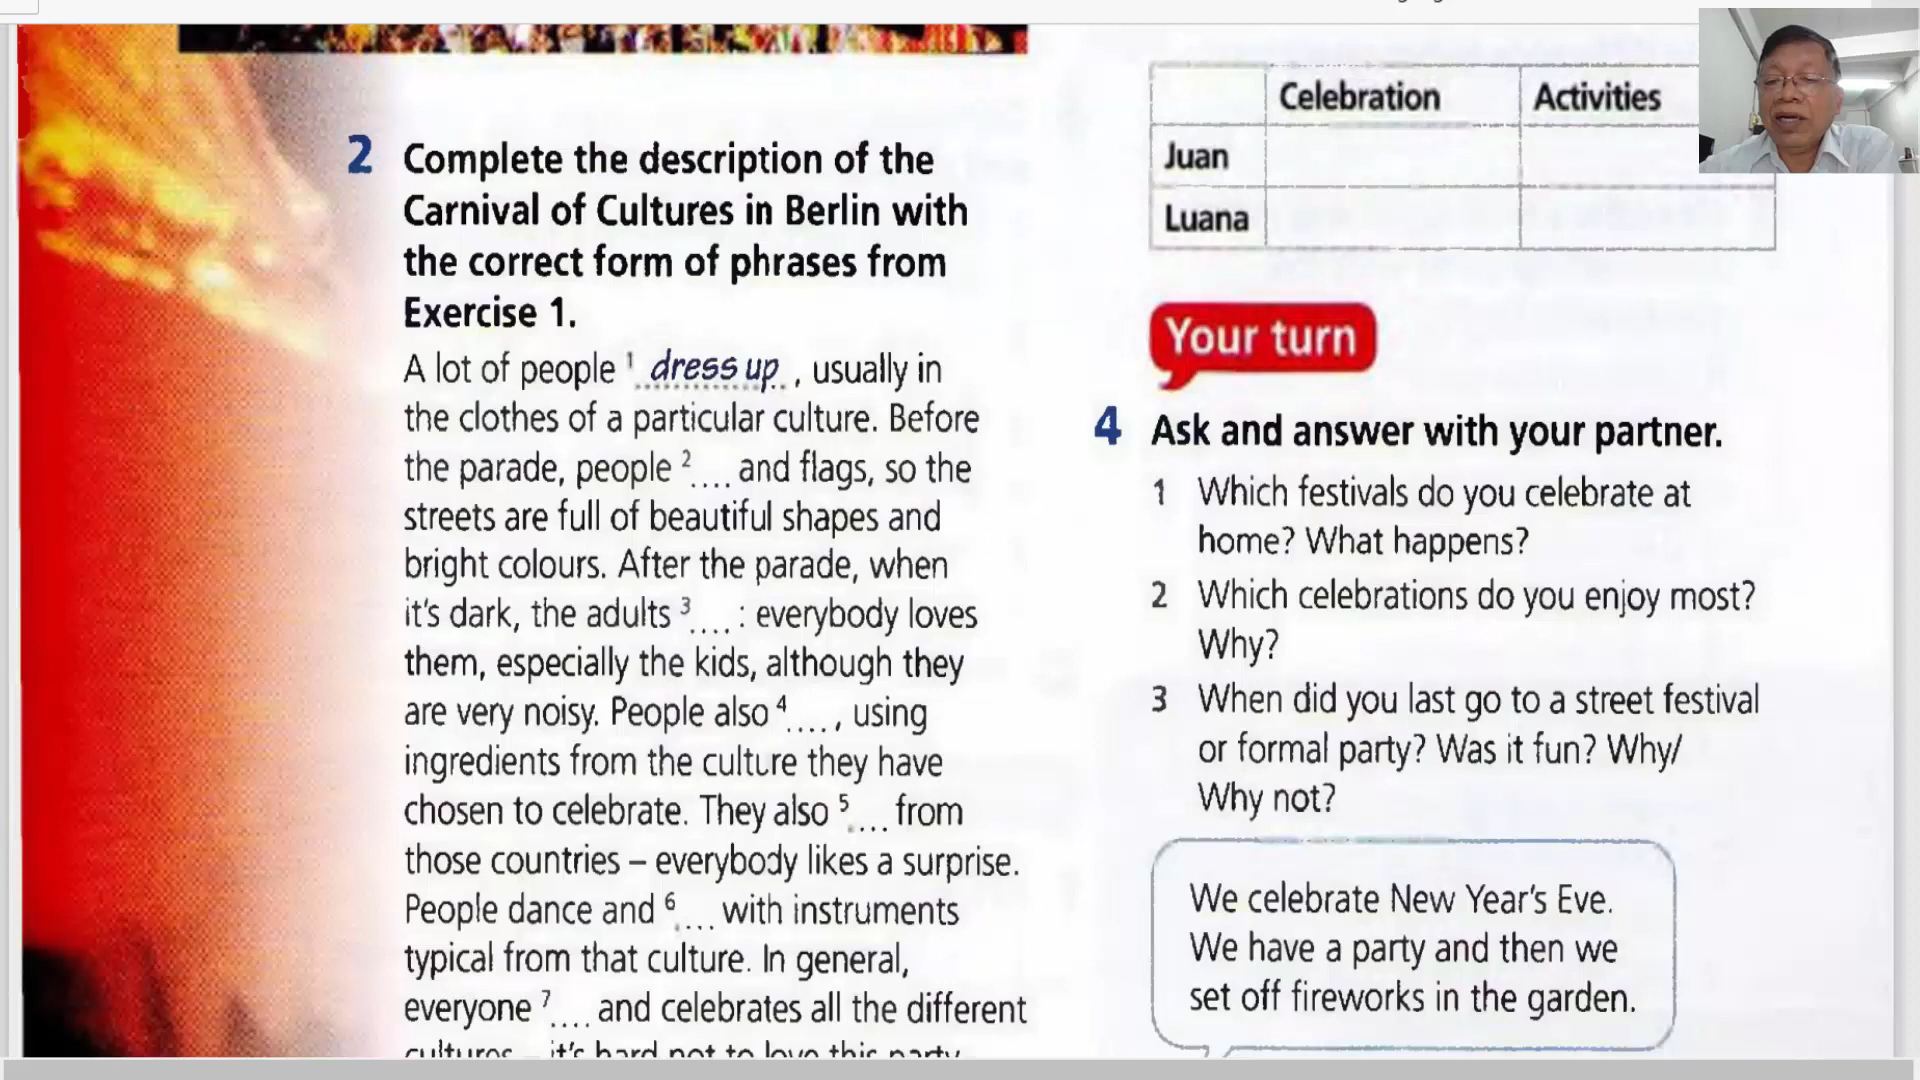 2 Complete the description of the
Carnival of Cultures in Berlin with
the correct form of phrases from
Exercise 1.
A lot of people ¹ dress up , usually in
the clothes of a particular culture. Before
the parade, people ² .... and flags, so the
streets are full of beautiful shapes and
bright colours. After the parade, when
it's dark, the adults ³ .... : everybody loves
them, especially the kids, although they
are very noisy. People also ⁴ .... , using
ingredients from the culture they have
chosen to celebrate. They also ⁵ .... from
those countries – everybody likes a surprise.
People dance and ⁶ .... with instruments
typical from that culture. In general,
everyone ⁷ .... and celebrates all the different
cultures – it's hard not to love this party
Celebration Activities
Juan
Luana
Your turn
4 Ask and answer with your partner.
1 Which festivals do you celebrate at
home? What happens?
2 Which celebrations do you enjoy most?
Why?
3 When did you last go to a street festival
or formal party? Was it fun? Why/
Why not?
We celebrate New Year's Eve.
We have a party and then we
set off fireworks in the garden.